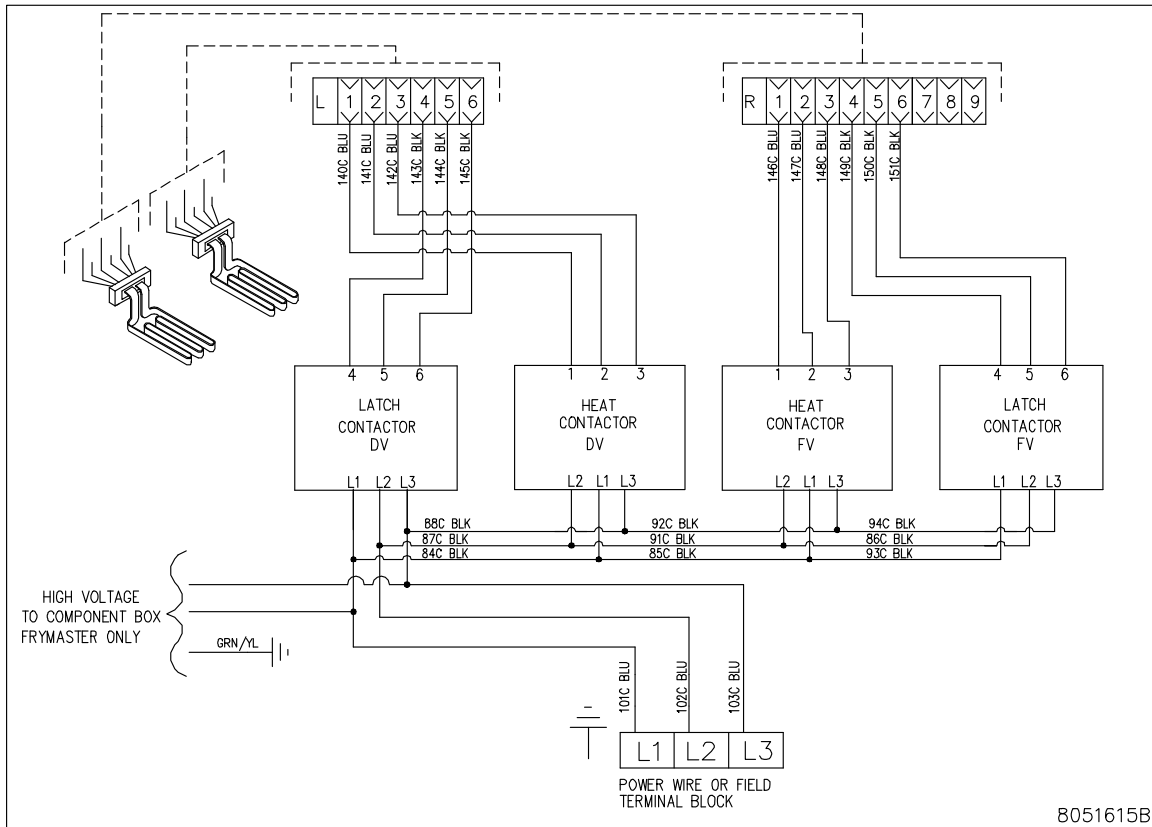 L 1 2 3 4 5 6
R 1 2 3 4 5 6 7 8 9
140C BLU
141C BLU
142C BLU
143C BLK
144C BLK
145C BLK
146C BLU
147C BLU
148C BLU
149C BLK
150C BLK
151C BLK
4 5 6
LATCH
CONTACTOR
DV
L1 L2 L3
1 2 3
HEAT
CONTACTOR
DV
L2 L1 L3
1 2 3
HEAT
CONTACTOR
FV
L2 L1 L3
4 5 6
LATCH
CONTACTOR
FV
L1 L2 L3
88C BLK 92C BLK 94C BLK
87C BLK 91C BLK 86C BLK
84C BLK 85C BLK 93C BLK
HIGH VOLTAGE
TO COMPONENT BOX
FRYMASTER ONLY
GRN/YL
101C BLU
102C BLU
103C BLU
L1 L2 L3
POWER WIRE OR FIELD
TERMINAL BLOCK
8051615B